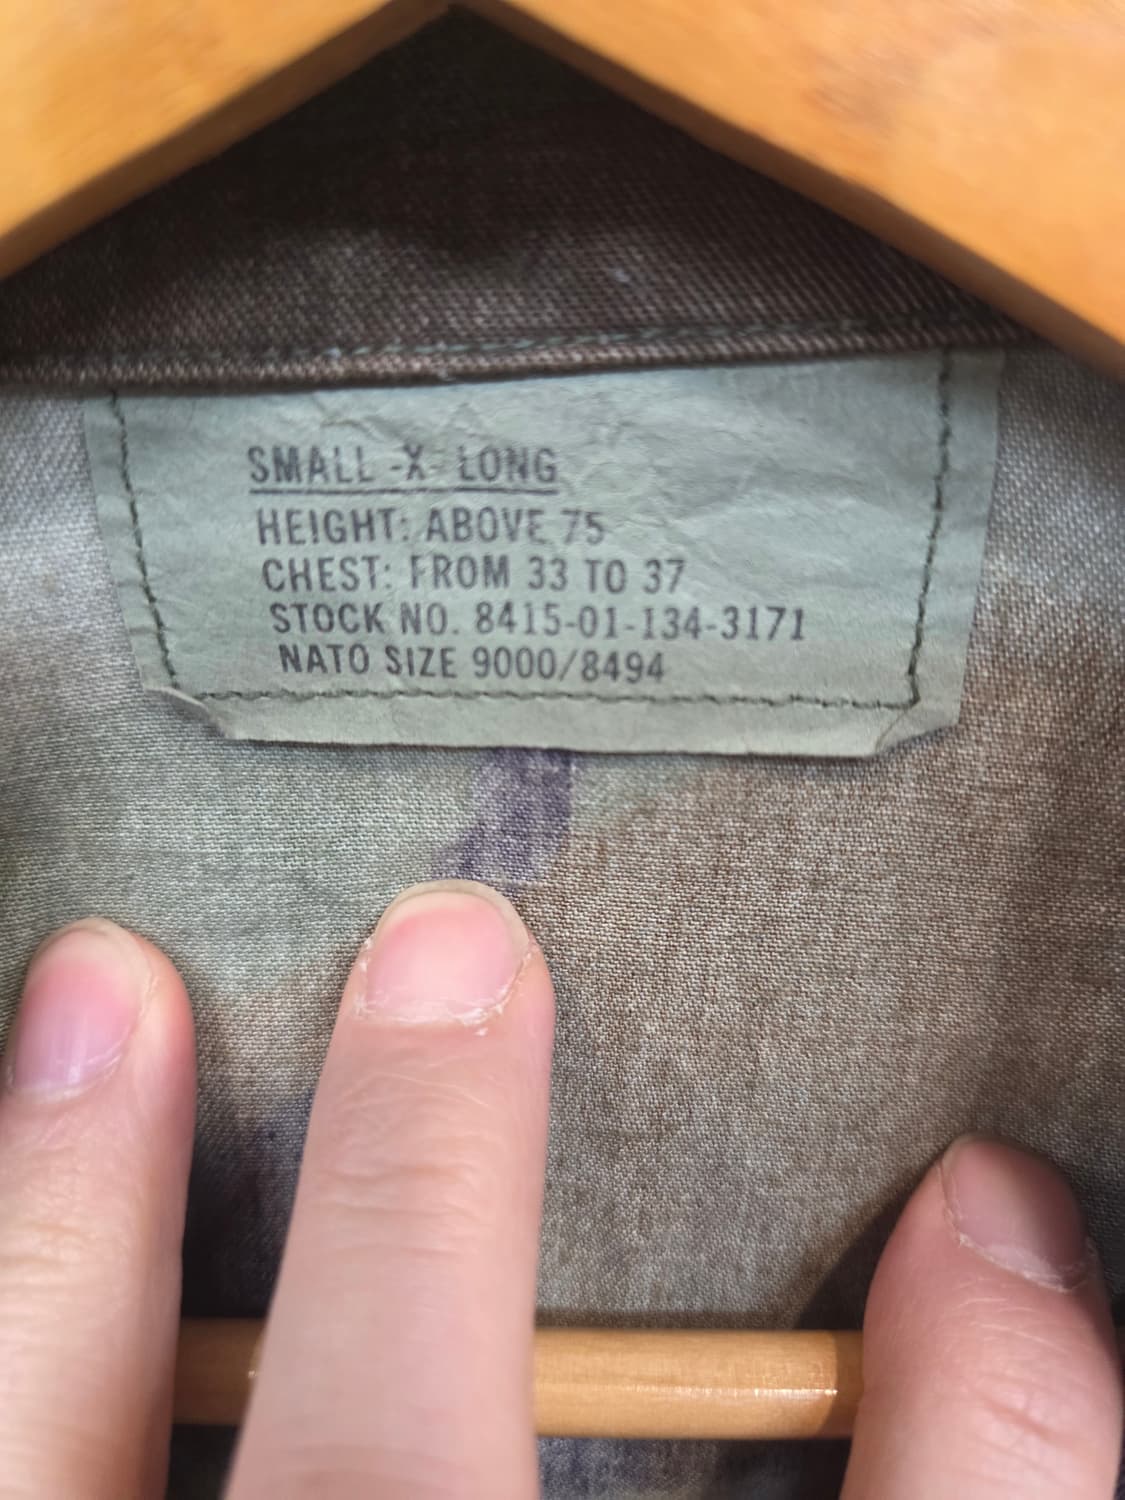 SMALL -X- LONG
HEIGHT: ABOVE 75
CHEST: FROM 33 TO 37
STOCK NO. 8415-01-134-3171
NATO SIZE 9000/8494